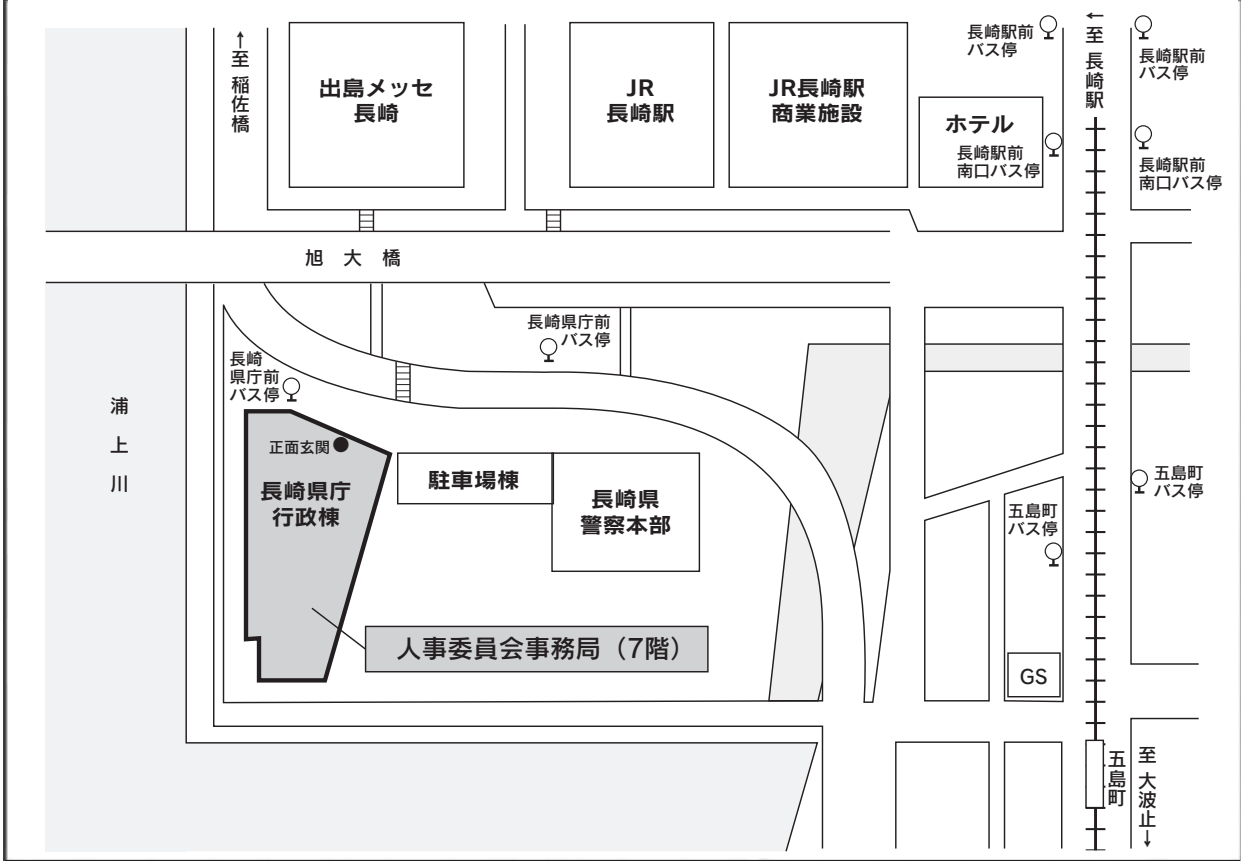 ←至 長崎駅
長崎駅前
バス停
長崎駅前
バス停
←至 稲佐橋
出島メッセ
長崎
JR
長崎駅
JR長崎駅
商業施設
ホテル
長崎駅前
南口バス停
長崎駅前
南口バス停
旭大橋
長崎県庁前
バス停
長崎
県庁前
バス停
浦上川
正面玄関
長崎県庁
行政棟
駐車場棟
長崎県
警察本部
五島町
バス停
五島町
バス停
人事委員会事務局（7階）
GS
五島町
至 大波止→